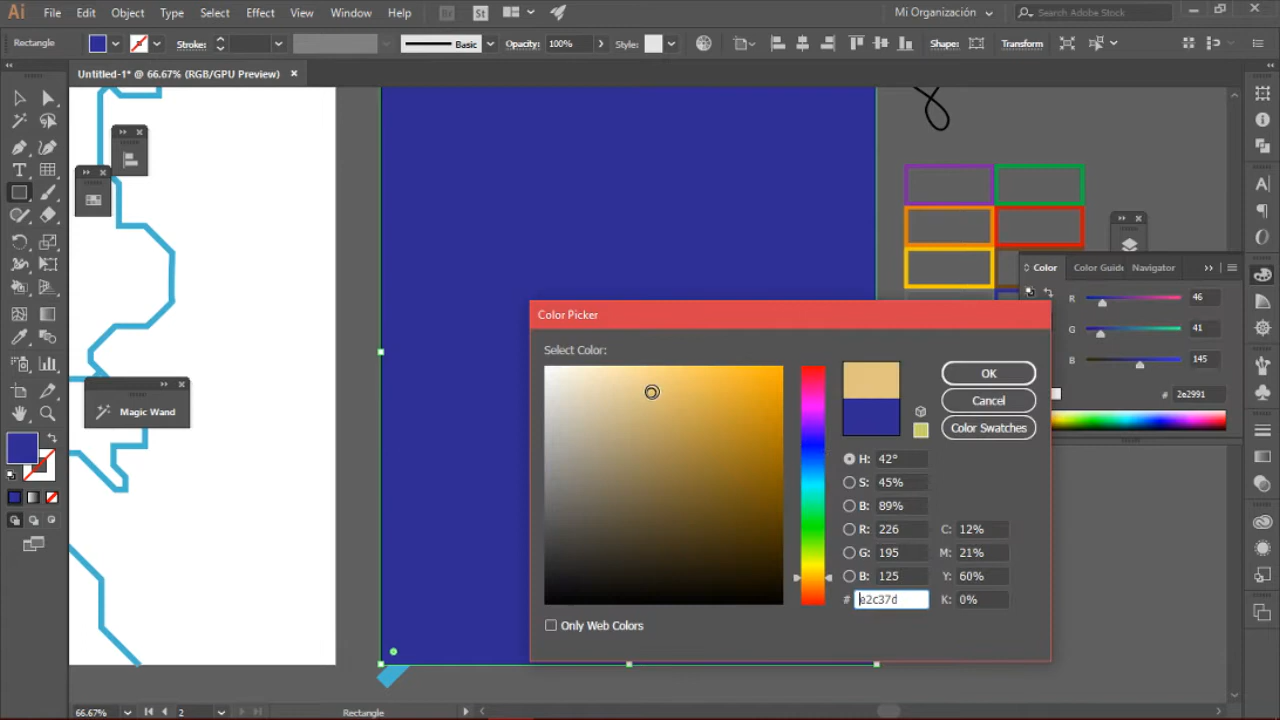 Ai File Edit Object Type Select Effect View Window Help Br St Mi Organización Search Adobe Stock
Rectangle Stroke: Basic Opacity: 100% Style: Shape: Transform
Untitled-1* @ 66.67% (RGB/GPU Preview)
Color Color Guide Navigator
R 46
G 41
B 145
# 2e2991
Magic Wand
Color Picker
Select Color:
OK
Cancel
Color Swatches
H: 42°
S: 45%
B: 89%
R: 226 C: 12%
G: 195 M: 21%
B: 125 Y: 60%
# e2c37d K: 0%
Only Web Colors
66.67% 2 Rectangle